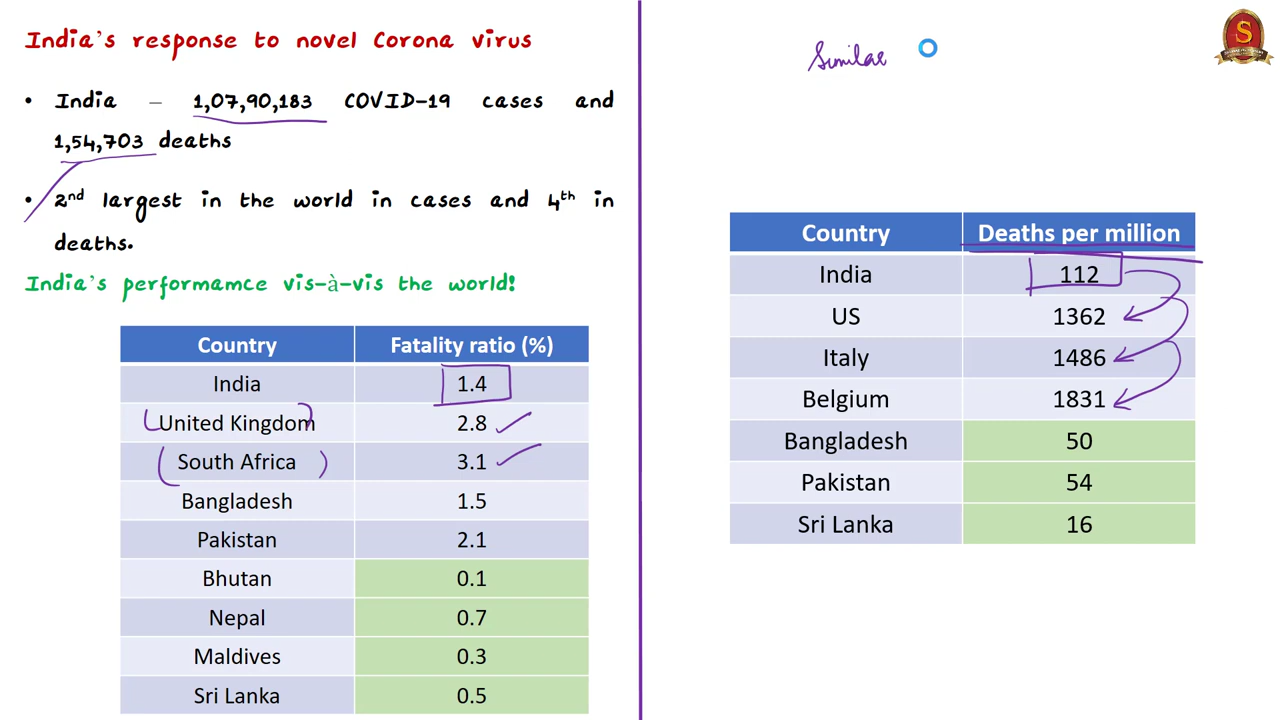 India's response to novel Corona virus
• India – 1,07,90,183 COVID-19 cases and
1,54,703 deaths
• 2nd largest in the world in cases and 4th in
deaths.
India's performamce vis-à-vis the world!
Country Fatality ratio (%)
India 1.4
United Kingdom 2.8
South Africa 3.1
Bangladesh 1.5
Pakistan 2.1
Bhutan 0.1
Nepal 0.7
Maldives 0.3
Sri Lanka 0.5
Similar
Country Deaths per million
India 112
US 1362
Italy 1486
Belgium 1831
Bangladesh 50
Pakistan 54
Sri Lanka 16
S